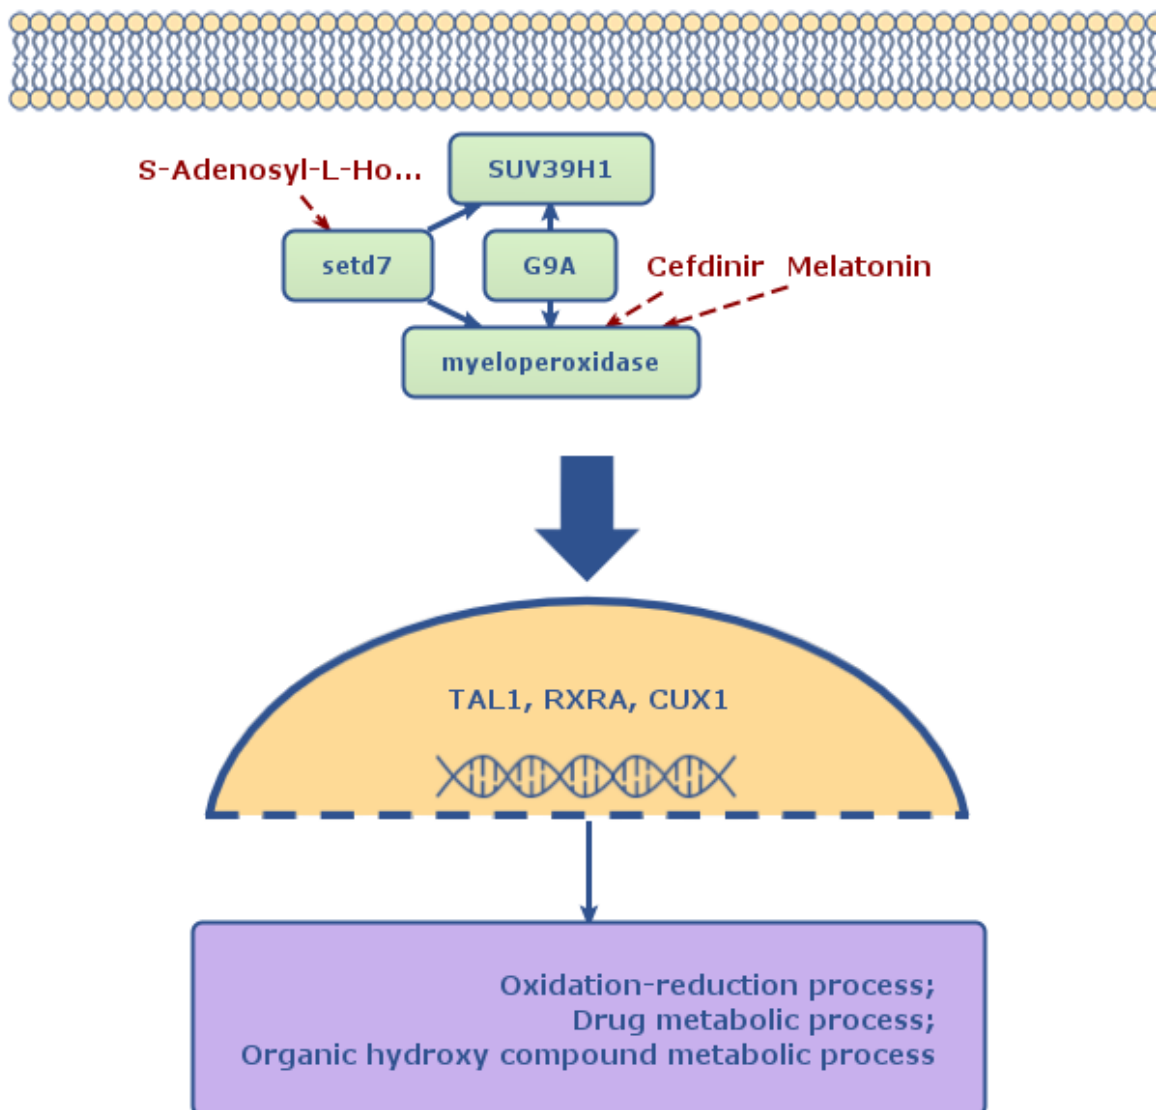 S-Adenosyl-L-Ho...
SUV39H1
setd7
G9A
Cefdinir
Melatonin
myeloperoxidase
TAL1, RXRA, CUX1
Oxidation-reduction process;
Drug metabolic process;
Organic hydroxy compound metabolic process